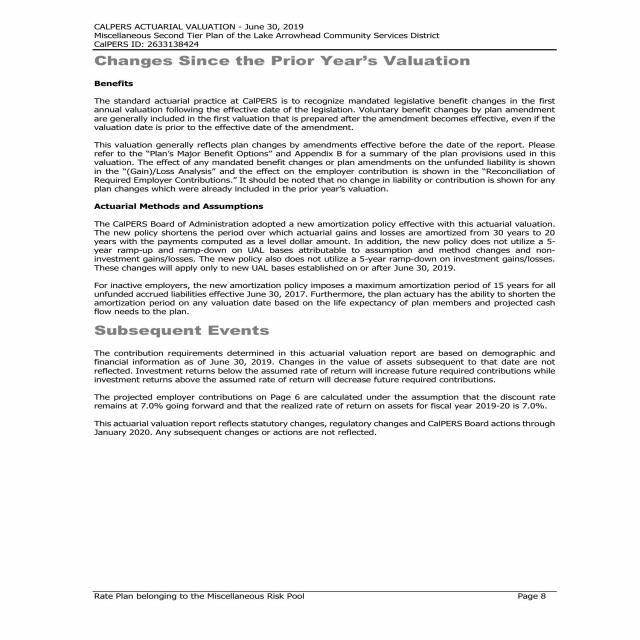 CALPERS ACTUARIAL VALUATION - June 30, 2019
Miscellaneous Second Tier Plan of the Lake Arrowhead Community Services District
CalPERS ID: 2633138424
Changes Since the Prior Year’s Valuation
Benefits
The standard actuarial practice at CalPERS is to recognize mandated legislative benefit changes in the first
annual valuation following the effective date of the legislation. Voluntary benefit changes by plan amendment
are generally included in the first valuation that is prepared after the amendment becomes effective, even if the
valuation date is prior to the effective date of the amendment.
This valuation generally reflects plan changes by amendments effective before the date of the report. Please
refer to the “Plan’s Major Benefit Options” and Appendix B for a summary of the plan provisions used in this
valuation. The effect of any mandated benefit changes or plan amendments on the unfunded liability is shown
in the “(Gain)/Loss Analysis” and the effect on the employer contribution is shown in the “Reconciliation of
Required Employer Contributions.” It should be noted that no change in liability or contribution is shown for any
plan changes which were already included in the prior year’s valuation.
Actuarial Methods and Assumptions
The CalPERS Board of Administration adopted a new amortization policy effective with this actuarial valuation.
The new policy shortens the period over which actuarial gains and losses are amortized from 30 years to 20
years with the payments computed as a level dollar amount. In addition, the new policy does not utilize a 5-
year ramp-up and ramp-down on UAL bases attributable to assumption and method changes and non-
investment gains/losses. The new policy also does not utilize a 5-year ramp-down on investment gains/losses.
These changes will apply only to new UAL bases established on or after June 30, 2019.
For inactive employers, the new amortization policy imposes a maximum amortization period of 15 years for all
unfunded accrued liabilities effective June 30, 2017. Furthermore, the plan actuary has the ability to shorten the
amortization period on any valuation date based on the life expectancy of plan members and projected cash
flow needs to the plan.
Subsequent Events
The contribution requirements determined in this actuarial valuation report are based on demographic and
financial information as of June 30, 2019. Changes in the value of assets subsequent to that date are not
reflected. Investment returns below the assumed rate of return will increase future required contributions while
investment returns above the assumed rate of return will decrease future required contributions.
The projected employer contributions on Page 6 are calculated under the assumption that the discount rate
remains at 7.0% going forward and that the realized rate of return on assets for fiscal year 2019-20 is 7.0%.
This actuarial valuation report reflects statutory changes, regulatory changes and CalPERS Board actions through
January 2020. Any subsequent changes or actions are not reflected.
Rate Plan belonging to the Miscellaneous Risk Pool Page 8